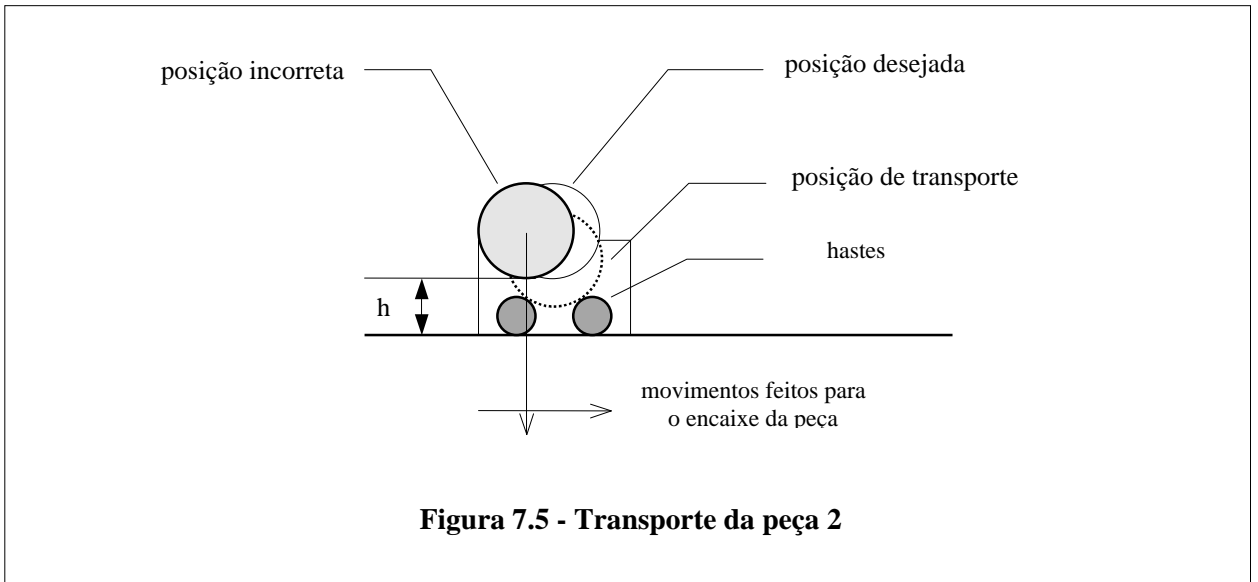 posição incorreta
posição desejada
posição de transporte
hastes
h
movimentos feitos para
o encaixe da peça
Figura 7.5 - Transporte da peça 2